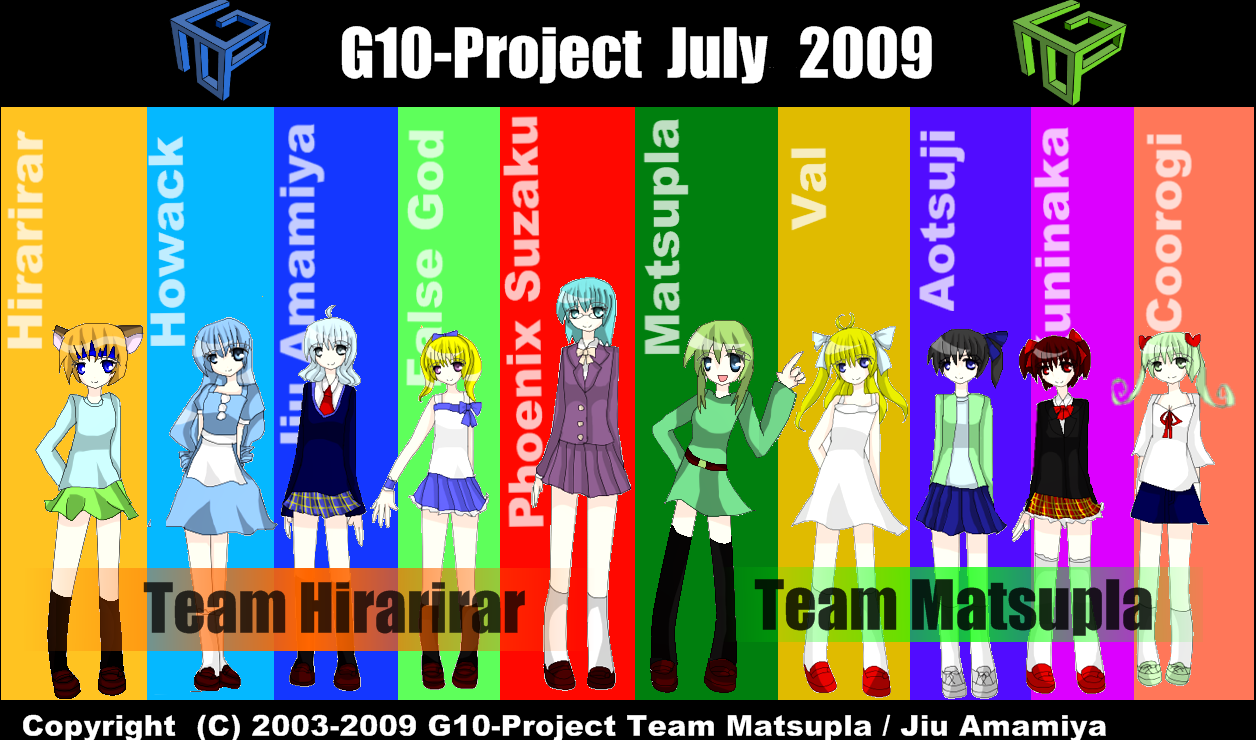 G10-Project July 2009
Hirarirar
Howack
Jiu Amamiya
False God
Phoenix Suzaku
Matsupla
Val
Aotsuji
uninaka
Coorogi
Team Hirarirar
Team Matsupla
Copyright (C) 2003-2009 G10-Project Team Matsupla / Jiu Amamiya